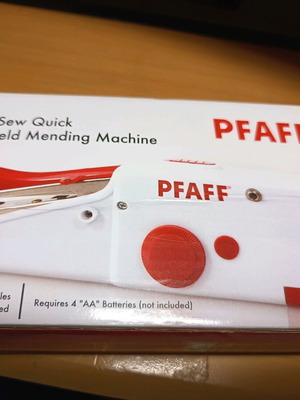 Sew Quick
eld Mending Machine
PFAFF
PFAFF
les
ed
Requires 4 "AA" Batteries (not included)